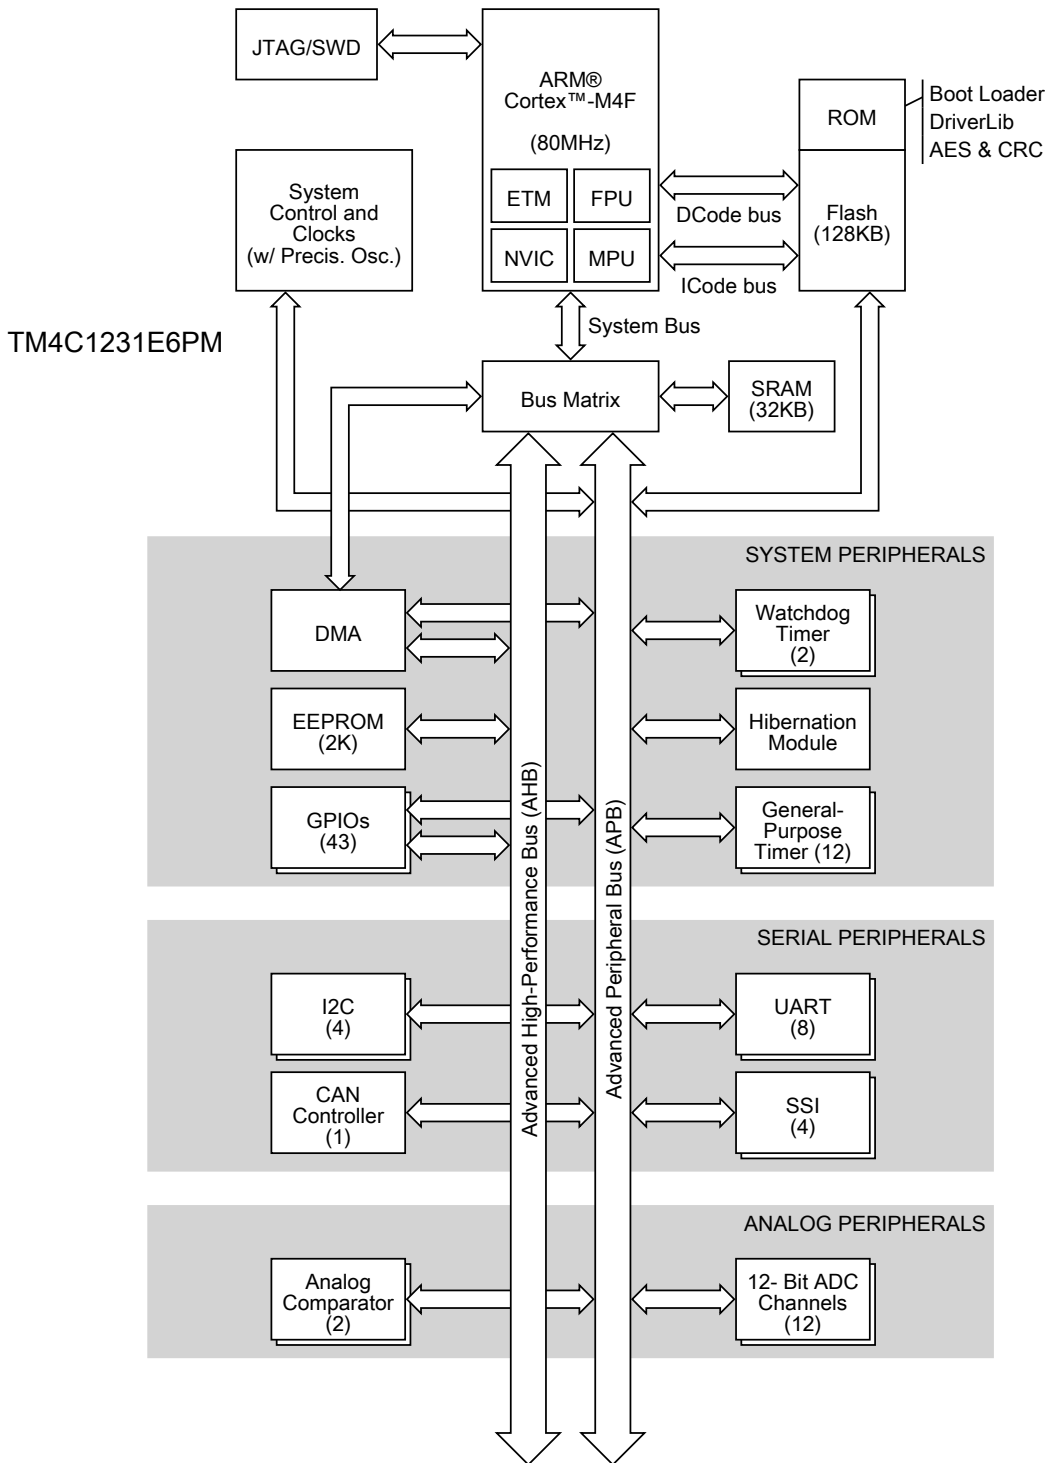 JTAG/SWD
ARM®
Cortex™-M4F
(80MHz)
ETM
FPU
NVIC
MPU
ROM
Boot Loader
DriverLib
AES & CRC
Flash
(128KB)
DCode bus
ICode bus
System
Control and
Clocks
(w/ Precis. Osc.)
TM4C1231E6PM
System Bus
Bus Matrix
SRAM
(32KB)
SYSTEM PERIPHERALS
DMA
Watchdog
Timer
(2)
EEPROM
(2K)
Hibernation
Module
GPIOs
(43)
General-
Purpose
Timer (12)
Advanced High-Performance Bus (AHB)
Advanced Peripheral Bus (APB)
SERIAL PERIPHERALS
I2C
(4)
UART
(8)
CAN
Controller
(1)
SSI
(4)
ANALOG PERIPHERALS
Analog
Comparator
(2)
12- Bit ADC
Channels
(12)